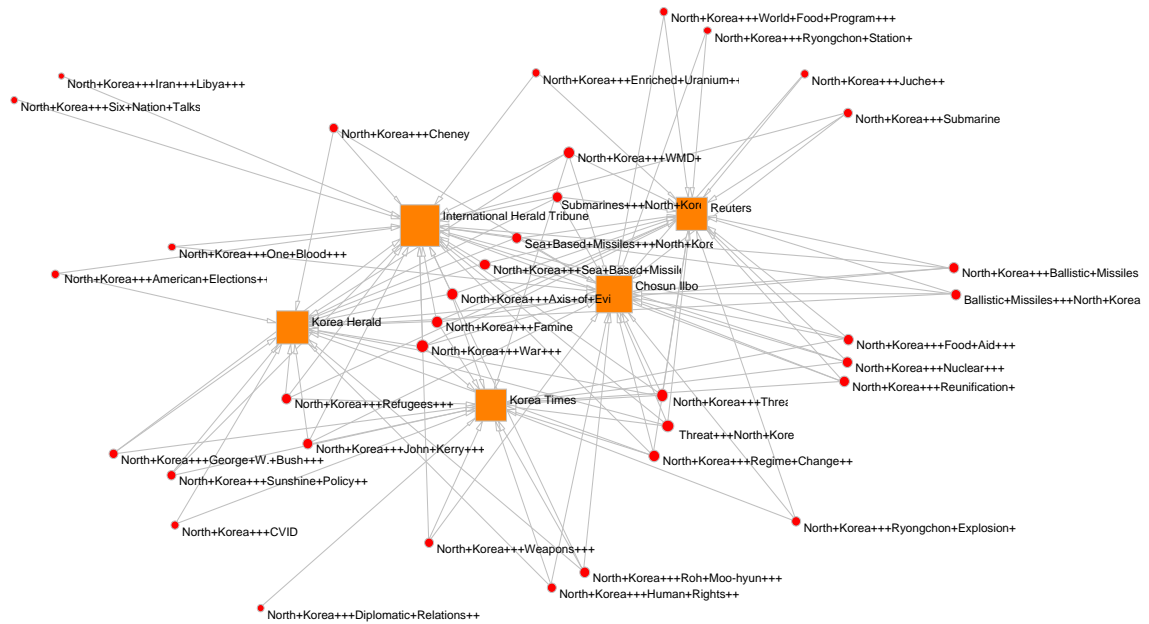 North+Korea+++World+Food+Program+++
North+Korea+++Ryongchon+Station+
North+Korea+++Iran+++Libya+++
North+Korea+++Enriched+Uranium+
North+Korea+++Juche++
North+Korea+++Six+Nation+Talks
North+Korea+++Submarine
North+Korea+++Cheney
North+Korea+++WMD+
Submarines+++North+Kore
Reuters
International Herald Tribune
Sea+Based+Missiles+++North+Kore
North+Korea+++One+Blood+++
North+Korea+++Sea+Based+Missil
North+Korea+++Ballistic+Missiles
North+Korea+++American+Elections+
Chosun Ilbo
North+Korea+++Axis+of+Evi
Ballistic+Missiles+++North+Korea
Korea Herald
North+Korea+++Famine
North+Korea+++War+++
North+Korea+++Food+Aid+++
North+Korea+++Nuclear+++
North+Korea+++Reunification+
Korea Times
North+Korea+++Threa
North+Korea+++Refugees+++
Threat+++North+Kore
North+Korea+++John+Kerry+++
North+Korea+++George+W.+Bush+++
North+Korea+++Regime+Change++
North+Korea+++Sunshine+Policy++
North+Korea+++Ryongchon+Explosion+
North+Korea+++CVID
North+Korea+++Weapons+++
North+Korea+++Roh+Moo-hyun+++
North+Korea+++Human+Rights++
North+Korea+++Diplomatic+Relations++